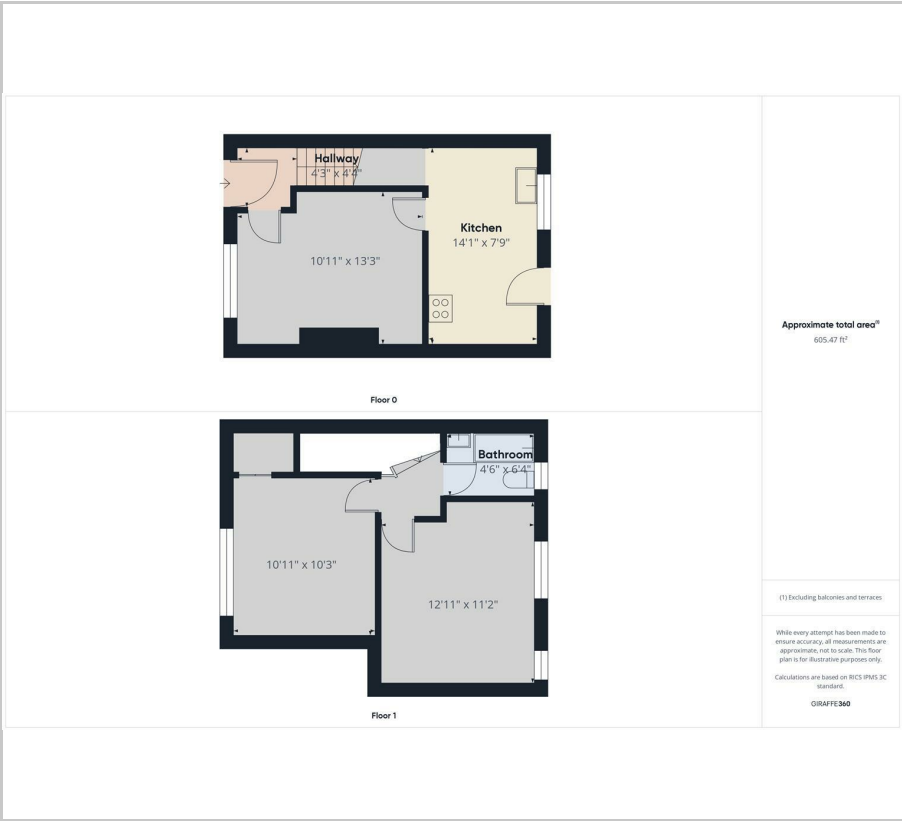 Hallway
4'3" x 4'4"
Kitchen
14'1" x 7'9"
10'11" x 13'3"
Floor 0
Bathroom
4'6" x 6'4"
10'11" x 10'3"
12'11" x 11'2"
Floor 1
Approximate total area⁽¹⁾
605.47 ft²
(1) Excluding balconies and terraces
While every attempt has been made to
ensure accuracy, all measurements are
approximate, not to scale. This floor
plan is for illustrative purposes only.
Calculations are based on RICS IPMS 3C
standard.
GIRAFFE360